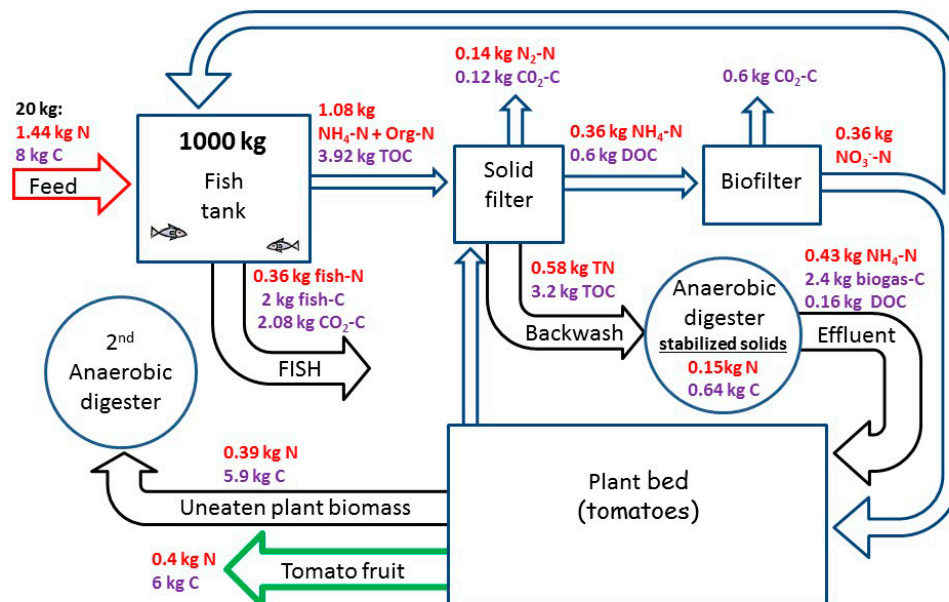 20 kg:
1.44 kg N
8 kg C
Feed
1000 kg
Fish
tank
1.08 kg
NH₄-N + Org-N
3.92 kg TOC
0.14 kg N₂-N
0.12 kg C0₂-C
Solid
filter
0.36 kg NH₄-N
0.6 kg DOC
0.6 kg C0₂-C
Biofilter
0.36 kg
NO₃⁻-N
0.36 kg fish-N
2 kg fish-C
2.08 kg CO₂-C
FISH
0.58 kg TN
3.2 kg TOC
Backwash
Anaerobic
digester
stabilized solids
0.15kg N
0.64 kg C
0.43 kg NH₄-N
2.4 kg biogas-C
0.16 kg DOC
Effluent
2nd
Anaerobic
digester
0.39 kg N
5.9 kg C
Uneaten plant biomass
Plant bed
(tomatoes)
0.4 kg N
6 kg C
Tomato fruit